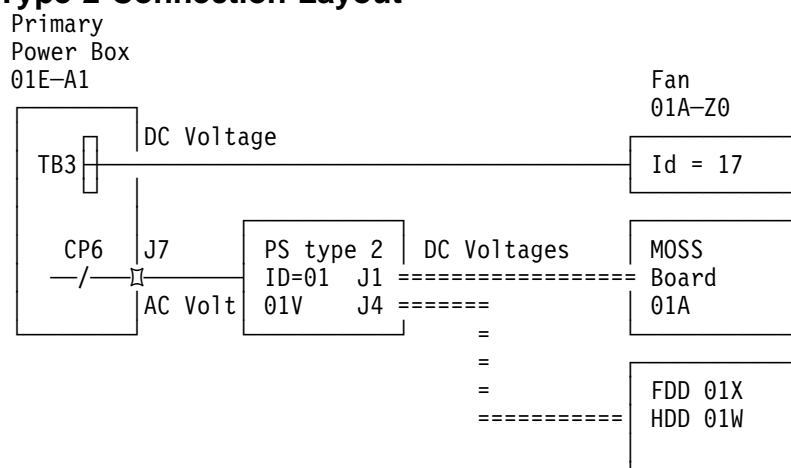 Type 2 Connection Layout
Primary
Power Box
01E—A1
Fan
01A—Z0
DC Voltage
TB3
Id = 17
CP6
J7
PS type 2
DC Voltages
MOSS
ID=01 J1
Board
AC Volt
01V J4
01A
FDD 01X
HDD 01W